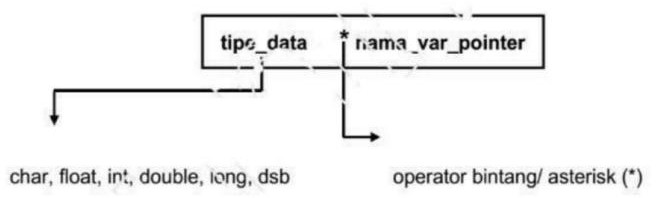 tipe_data * nama_var_pointer
char, float, int, double, long, dsb
operator bintang/ asterisk (*)